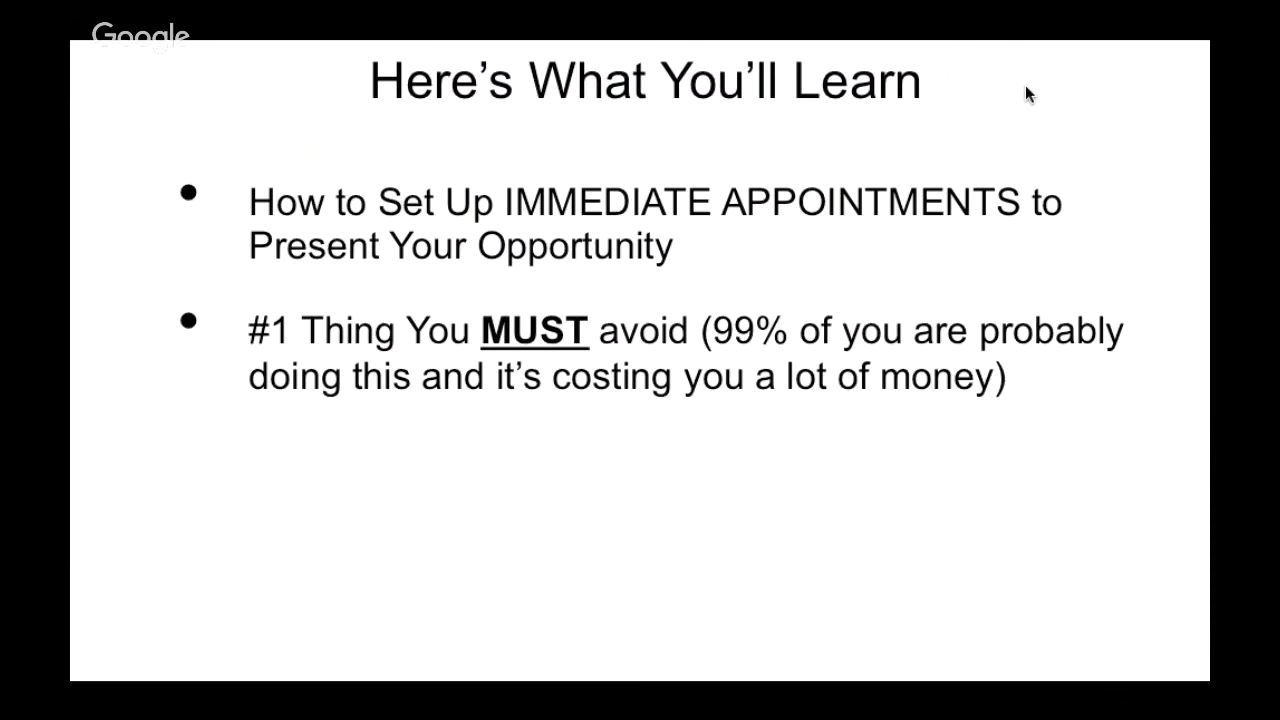 Google
Here’s What You’ll Learn
• How to Set Up IMMEDIATE APPOINTMENTS to
Present Your Opportunity
• #1 Thing You MUST avoid (99% of you are probably
doing this and it’s costing you a lot of money)